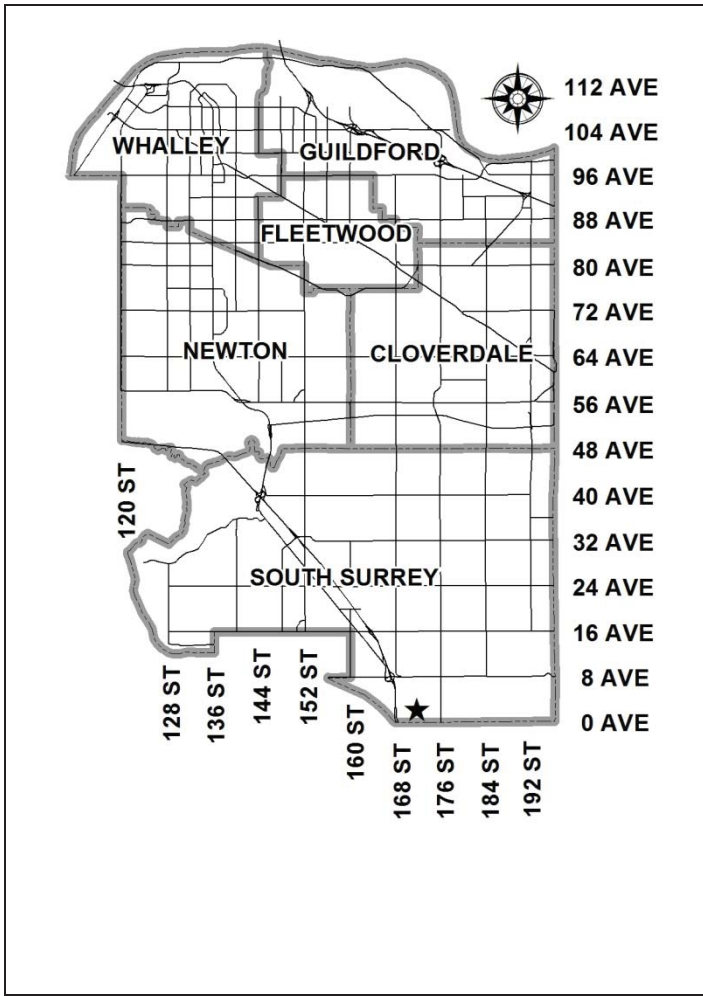 112 AVE
104 AVE
WHALLEY
GUILDFORD
96 AVE
88 AVE
FLEETWOOD
80 AVE
72 AVE
NEWTON
CLOVERDALE
64 AVE
56 AVE
48 AVE
120 ST
40 AVE
32 AVE
SOUTH SURREY
24 AVE
16 AVE
128 ST
136 ST
144 ST
152 ST
8 AVE
160 ST
0 AVE
168 ST
176 ST
184 ST
192 ST